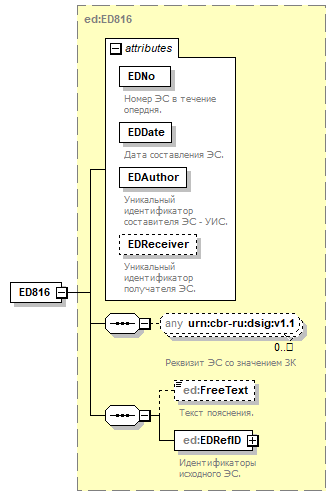 ed:ED816
attributes
EDNo
Номер ЭС в течение
опердня.
EDDate
Дата составления ЭС.
EDAuthor
Уникальный
идентификатор
составителя ЭС - УИС.
EDReceiver
Уникальный
идентификатор
получателя ЭС.
ED816
any urn:cbr-ru:dsig:v1.1
0..
Реквизит ЭС со значением ЗК
ed:FreeText
Текст пояснения.
ed:EDRefID
Идентификаторы
исходного ЭС.